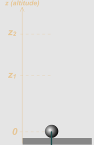 z (altitude)
z₂
z₁
0